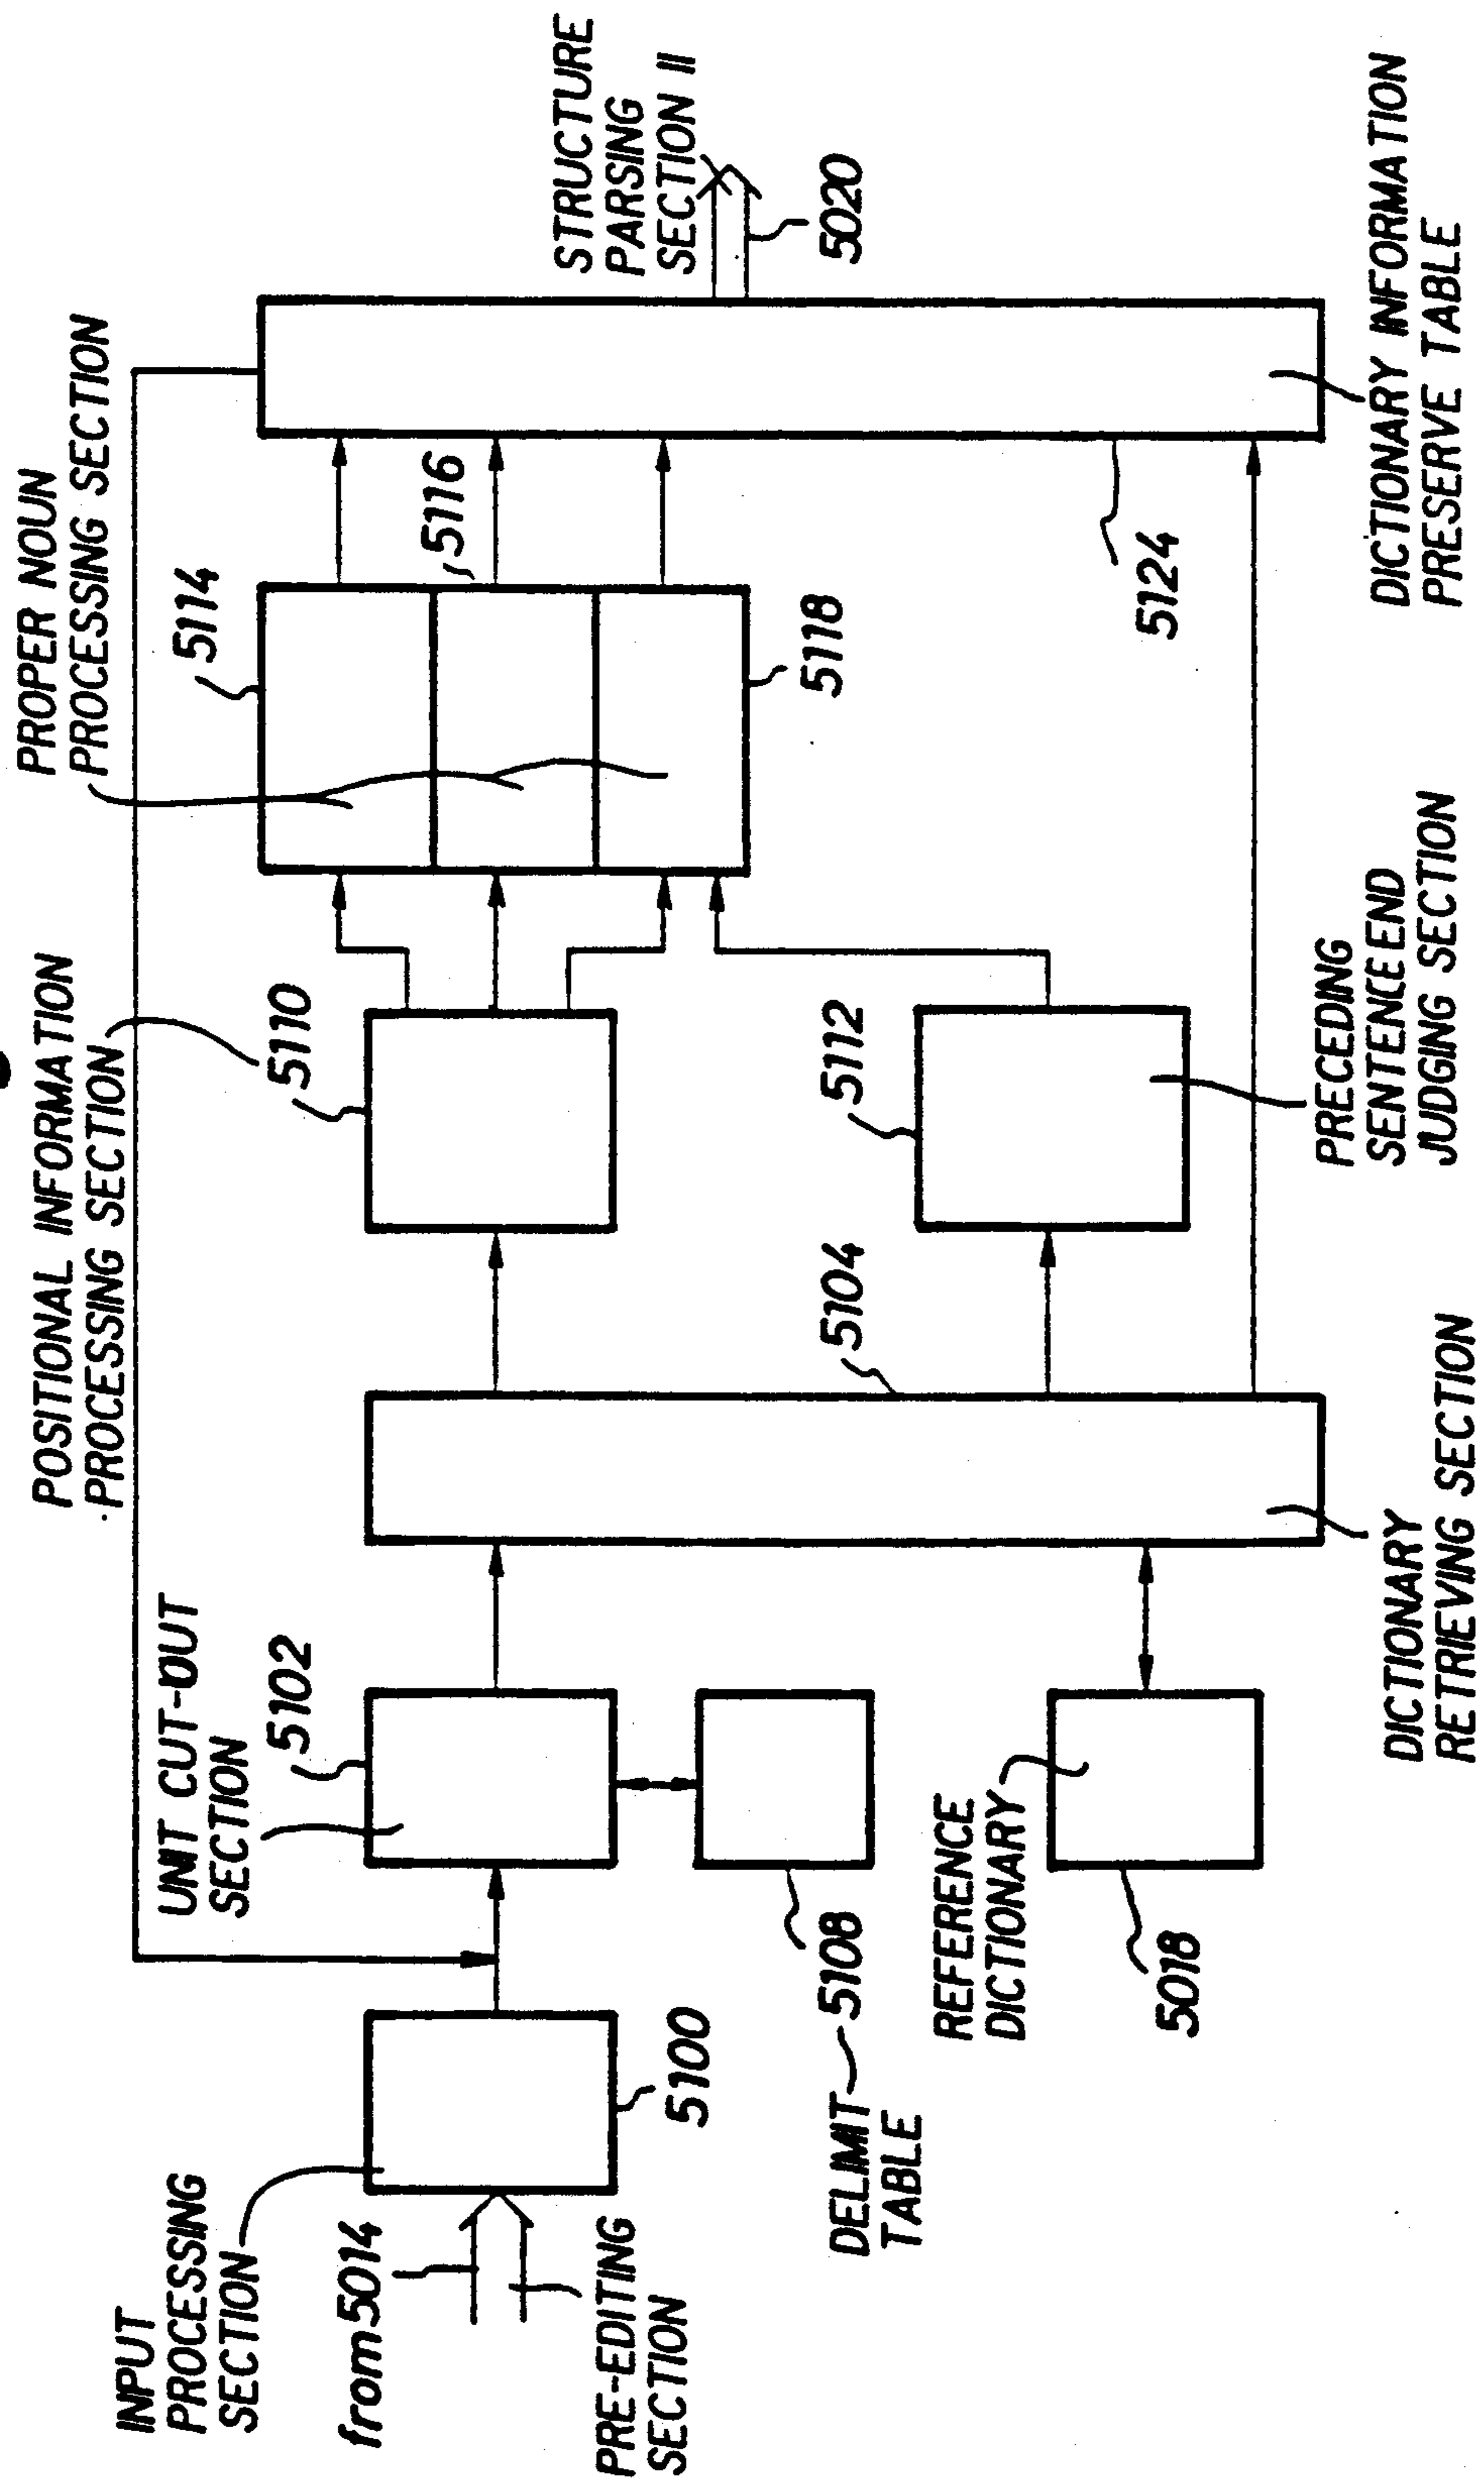 PROPER NOUN
PROCESSING SECTION
POSITIONAL INFORMATION
PROCESSING SECTION
UNIT CUT-OUT
SECTION
INPUT
PROCESSING
SECTION
5102
5110
5114
5116
STRUCTURE
PARSING
SECTION II
5020
from 5014
PRE-EDITING
SECTION
5100
5118
DELIMIT
TABLE
5108
5104
5112
REFERENCE
DICTIONARY
5018
5124
DICTIONARY
RETRIEVING SECTION
PRECEDING
SENTENCE END
JUDGING SECTION
DICTIONARY INFORMATION
PRESERVE TABLE